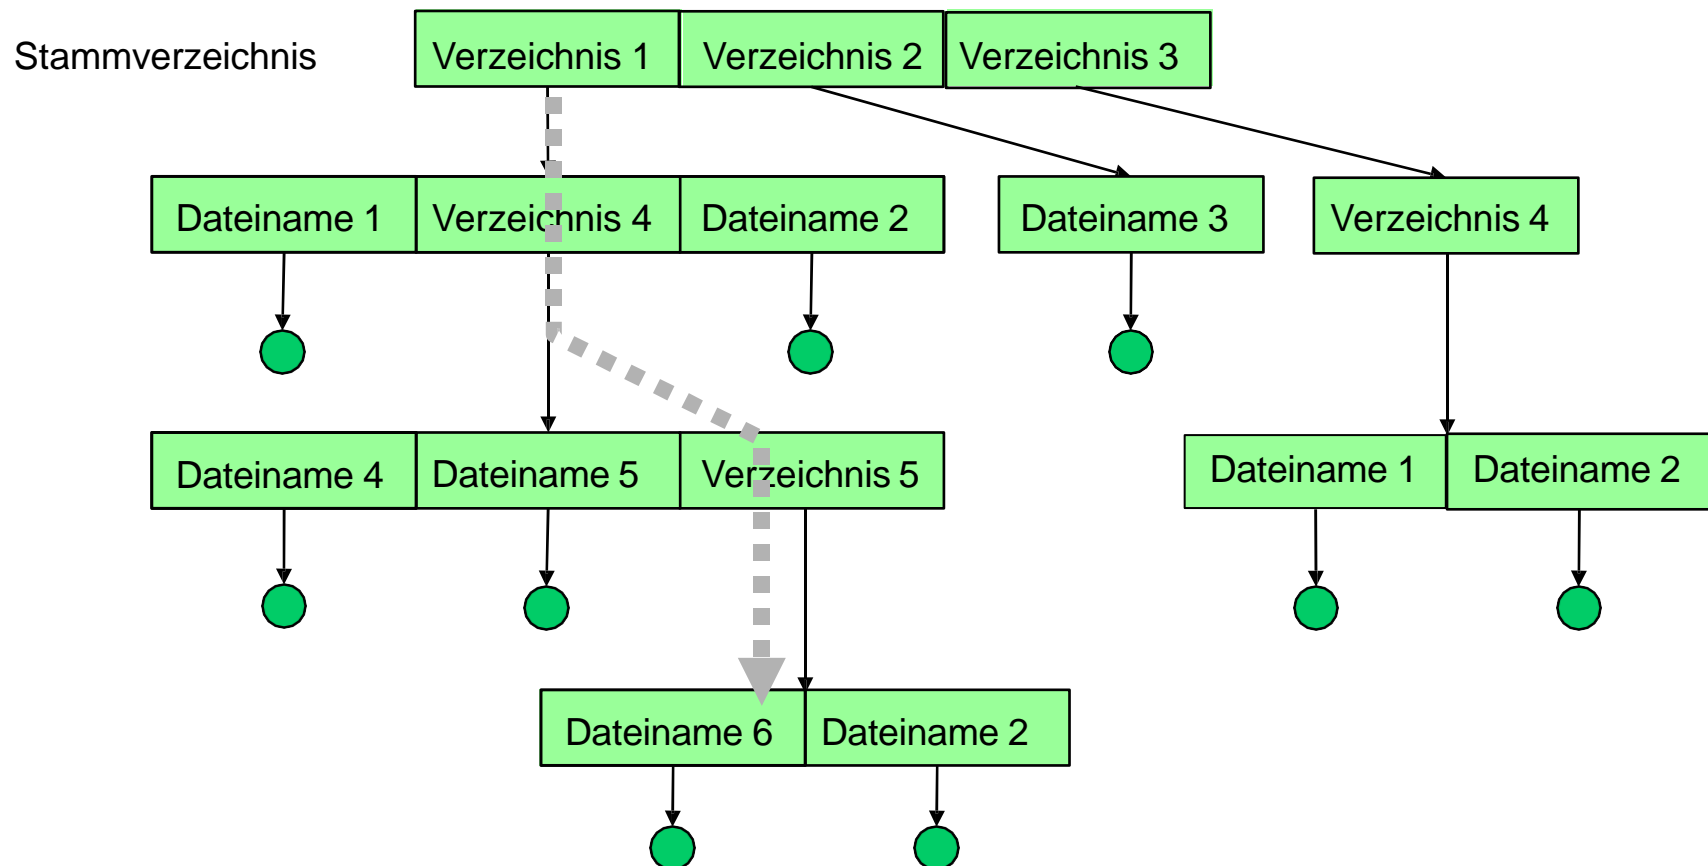 Stammverzeichnis Verzeichnis 1 Verzeichnis 2 Verzeichnis 3
Dateiname 1 Verzeichnis 4 Dateiname 2 Dateiname 3 Verzeichnis 4
Dateiname 4 Dateiname 5 Verzeichnis 5 Dateiname 1 Dateiname 2
Dateiname 6 Dateiname 2